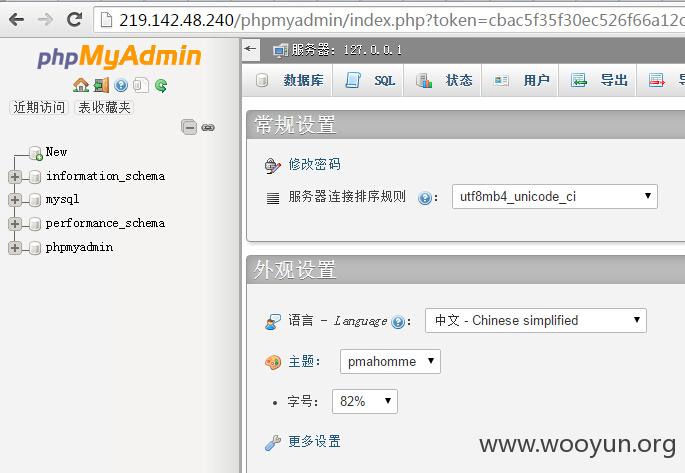 219.142.48.240/phpmyadmin/index.php?token=cbac5f35f30ec526f66a12c
phpMyAdmin
近期访问 表收藏夹
New
information_schema
mysql
performance_schema
phpmyadmin
服务器: 127.0.0.1
数据库 SQL 状态 用户 导出
常规设置
修改密码
服务器连接排序规则 : utf8mb4_unicode_ci
外观设置
语言 - Language : 中文 - Chinese simplified
主题: pmahomme
字号: 82%
更多设置
www.wooyun.org